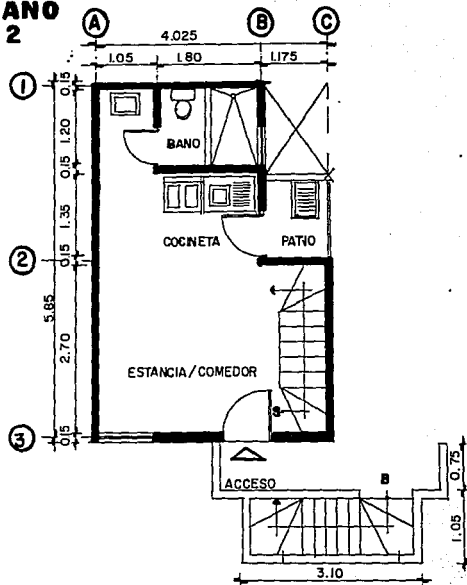 ANO
2
A
B
C
4.025
1.05
1.80
1.175
1
0.15
1.20
BAÑO
0.15
1.35
COCINETA
PATIO
2
0.15
5.85
2.70
ESTANCIA/COMEDOR
S
3
0.15
ACCESO
B
0.75
1.05
3.10